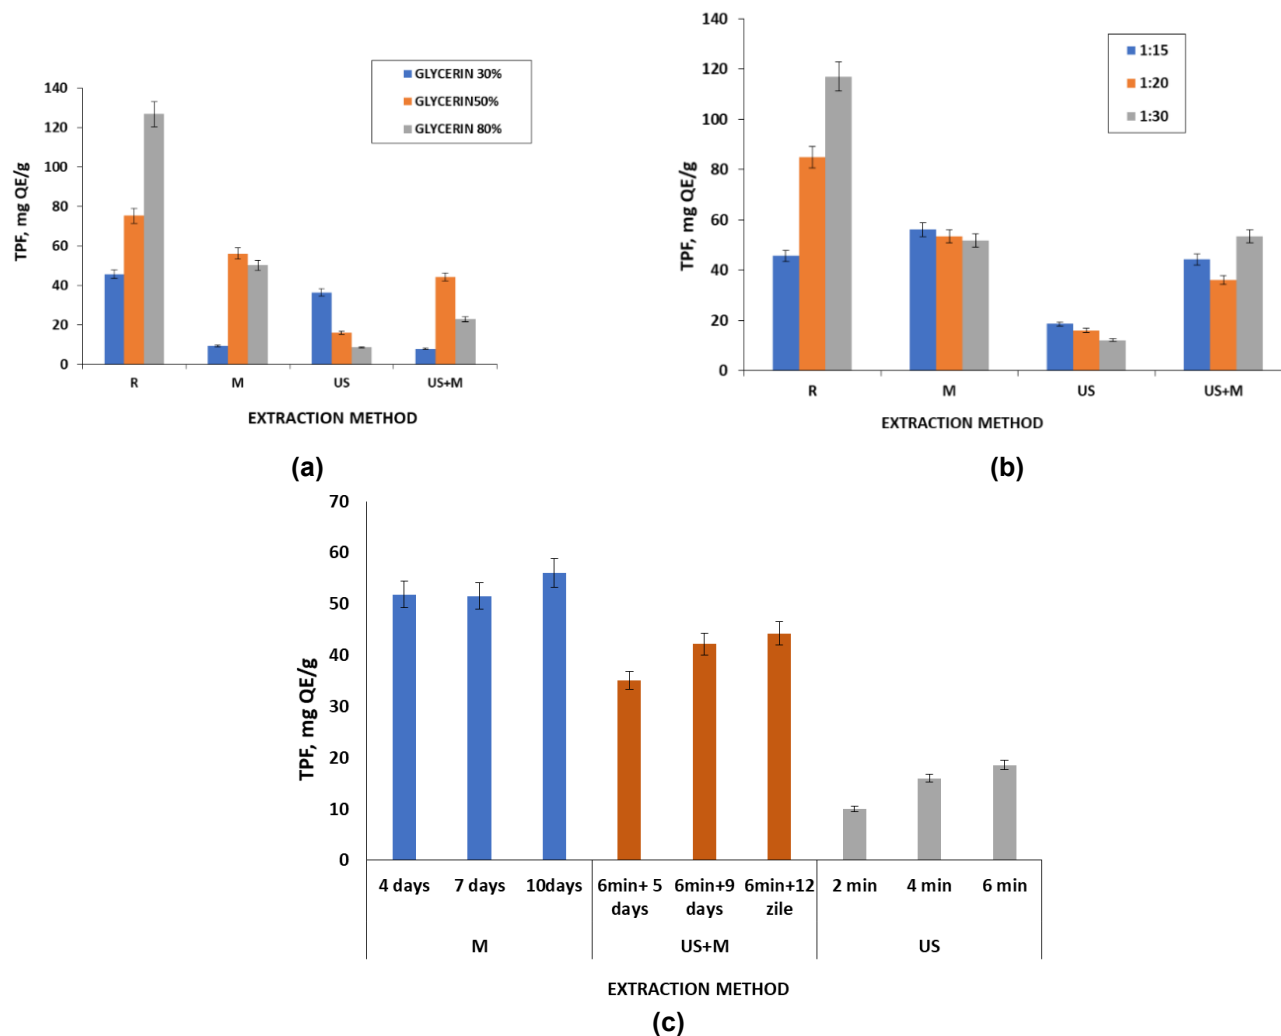 GLYCERIN 30%
GLYCERIN50%
GLYCERIN 80%
TPF, mg QE/g
140
120
100
80
60
40
20
0
R M US US+M
EXTRACTION METHOD
(a)
1:15
1:20
1:30
TPF, mg QE/g
140
120
100
80
60
40
20
0
R M US US+M
EXTRACTION METHOD
(b)
TPF, mg QE/g
70
60
50
40
30
20
10
0
4 days 7 days 10days 6min+ 5 6min+9 6min+12 2 min 4 min 6 min
days days zile
M US+M US
EXTRACTION METHOD
(c)